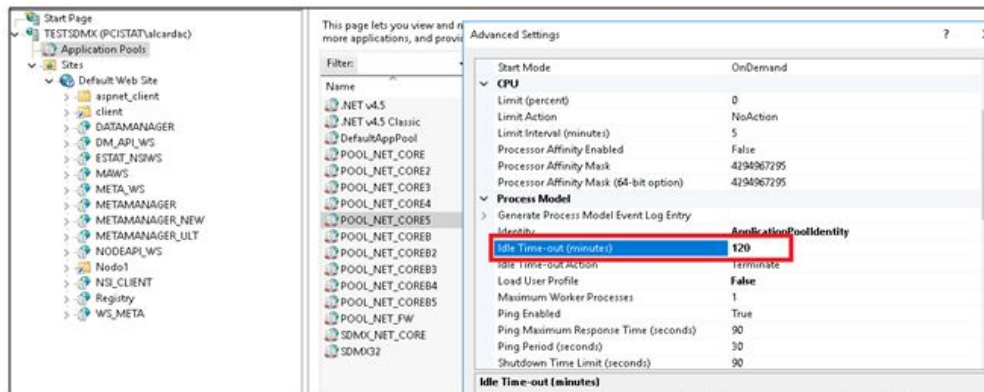 Start Page
TESTSDMX (PCISTAT\alcardac)
Application Pools
Sites
Default Web Site
aspnet_client
client
DATAMANAGER
DM_API_WS
ESTAT_NSIWS
MAWS
META_WS
METAMANAGER
METAMANAGER_NEW
METAMANAGER_ULT
NODEAPI_WS
Nodo1
NSI_CLIENT
Registry
WS_META
This page lets you view and
more applications, and
Filter:
Name
.NET v4.5
.NET v4.5 Classic
DefaultAppPool
POOL_NET_CORE
POOL_NET_CORE2
POOL_NET_CORE3
POOL_NET_CORE4
POOL_NET_CORE5
POOL_NET_COREB
POOL_NET_COREB2
POOL_NET_COREB3
POOL_NET_COREB4
POOL_NET_COREB5
POOL_NET_FW
SDMX_NET_CORE
SDMX32
Advanced Settings ?
Start Mode OnDemand
CPU
Limit (percent) 0
Limit Action NoAction
Limit Interval (minutes) 5
Processor Affinity Enabled False
Processor Affinity Mask 4294967295
Processor Affinity Mask (64-bit option) 4294967295
Process Model
Generate Process Model Event Log Entry
Identity ApplicationPoolIdentity
Idle Time-out (minutes) 120
Idle Time-out Action Terminate
Load User Profile False
Maximum Worker Processes 1
Ping Enabled True
Ping Maximum Response Time (seconds) 90
Ping Period (seconds) 30
Shutdown Time Limit (seconds) 90
Idle Time-out (minutes)